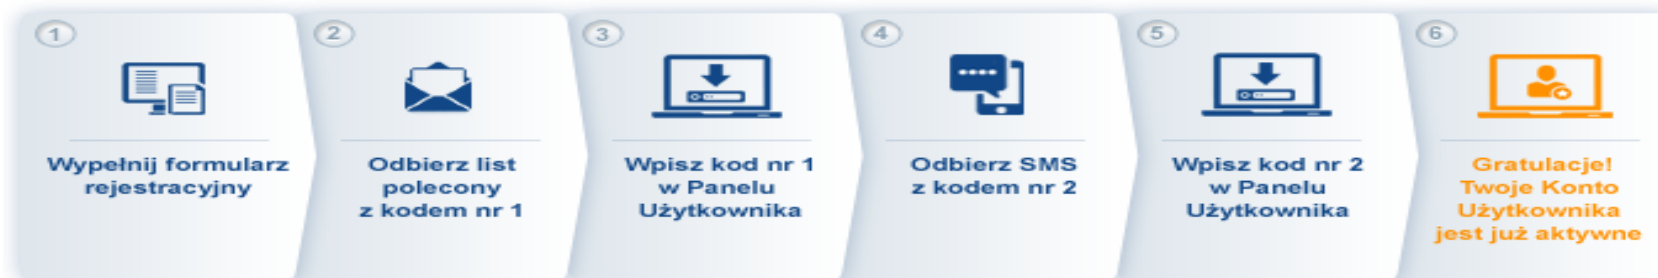 1
Wypełnij formularz
rejestracyjny
2
Odbierz list
polecony
z kodem nr 1
3
Wpisz kod nr 1
w Panelu
Użytkownika
4
Odbierz SMS
z kodem nr 2
5
Wpisz kod nr 2
w Panelu
Użytkownika
6
Gratulacje!
Twoje Konto
Użytkownika
jest już aktywne